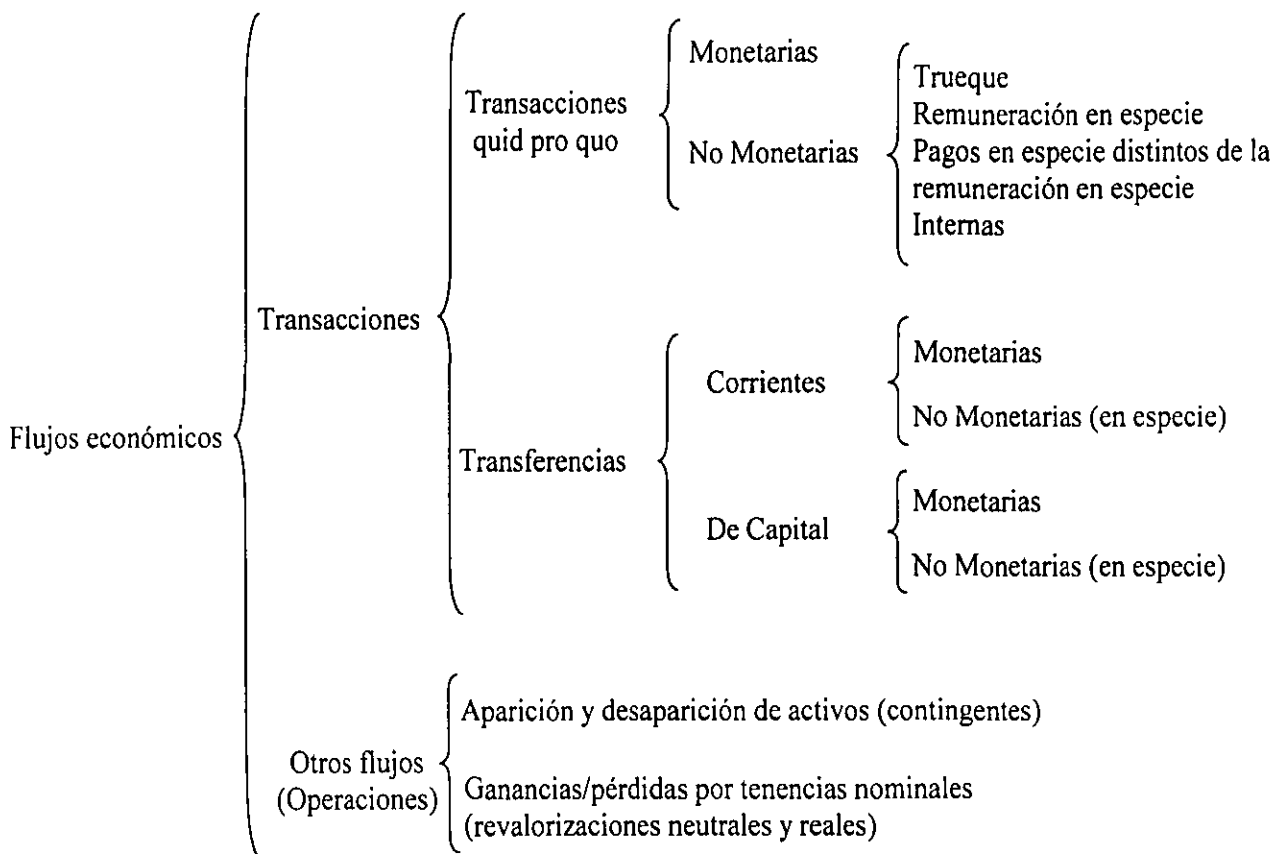 Flujos económicos
Transacciones
Transacciones
quid pro quo
Monetarias
No Monetarias
Trueque
Remuneración en especie
Pagos en especie distintos de la
remuneración en especie
Internas
Transferencias
Corrientes
Monetarias
No Monetarias (en especie)
De Capital
Monetarias
No Monetarias (en especie)
Otros flujos
(Operaciones)
Aparición y desaparición de activos (contingentes)
Ganancias/pérdidas por tenencias nominales
(revalorizaciones neutrales y reales)